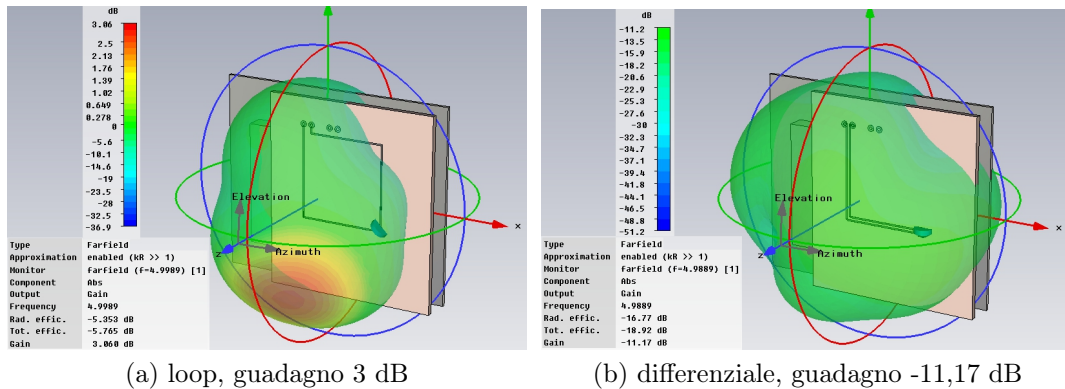 dB
3.06
2.5
2.13
1.76
1.39
1.02
0.649
0.278
0
-5.6
-10.1
-14.6
-19
-23.5
-28
-32.5
-36.9
Elevation
Azimuth
z
x
Type Farfield
Approximation enabled (kR >> 1)
Monitor farfield (f=4.9989) [1]
Component Abs
Output Gain
Frequency 4.9989
Rad. effic. -5.353 dB
Tot. effic. -5.765 dB
Gain 3.060 dB
(a) loop, guadagno 3 dB
dB
-11.2
-13.5
-15.9
-18.2
-20.6
-22.9
-25.3
-27.6
-30
-32.3
-34.7
-37
-39.4
-41.7
-44.1
-46.5
-48.8
-51.2
Elevation
Azimuth
z
x
Type Farfield
Approximation enabled (kR >> 1)
Monitor farfield (f=4.9889) [1]
Component Abs
Output Gain
Frequency 4.9889
Rad. effic. -16.77 dB
Tot. effic. -18.92 dB
Gain -11.17 dB
(b) differenziale, guadagno -11,17 dB